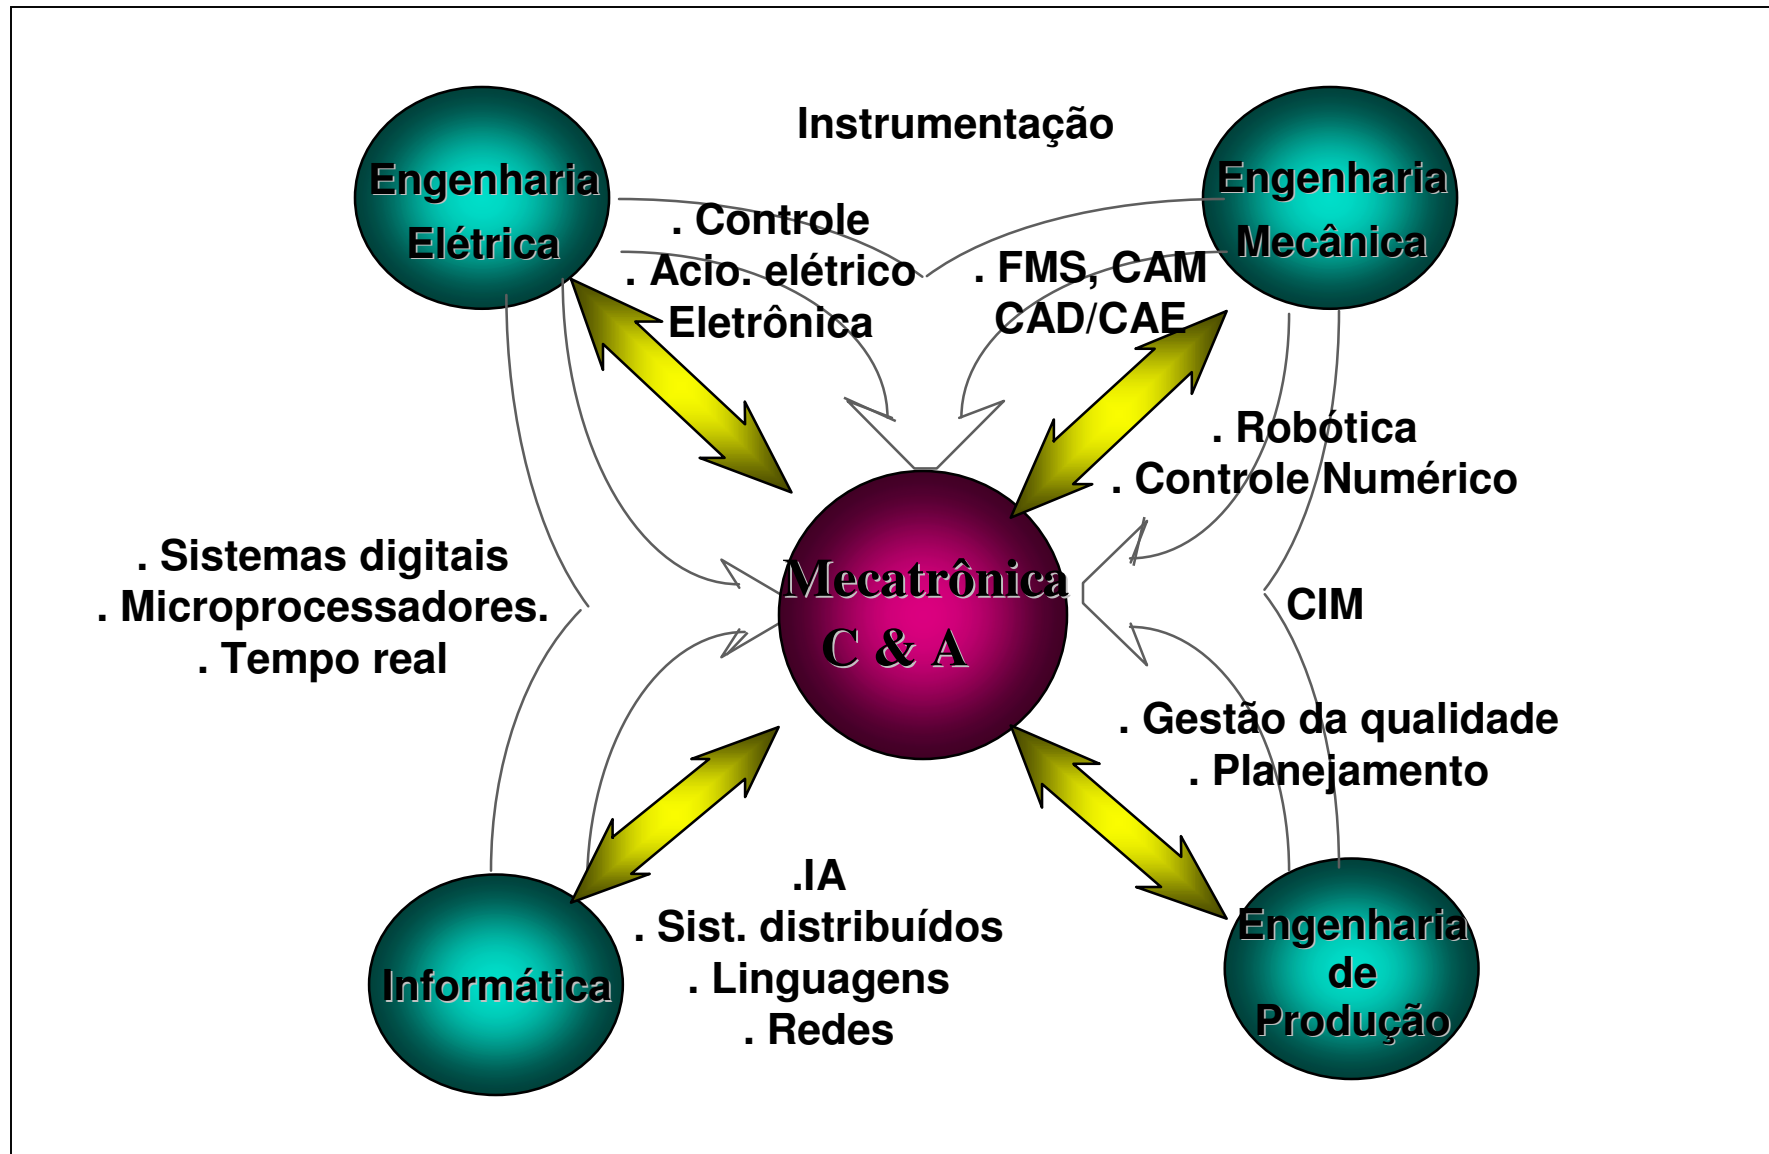 Instrumentação
Engenharia
Elétrica
Engenharia
Mecânica
. Controle
. Acio. elétrico
Eletrônica
. FMS, CAM
CAD/CAE
. Robótica
. Controle Numérico
. Sistemas digitais
. Microprocessadores.
. Tempo real
Mecatrônica
C & A
CIM
. Gestão da qualidade
. Planejamento
.IA
. Sist. distribuídos
. Linguagens
. Redes
Informática
Engenharia
de
Produção